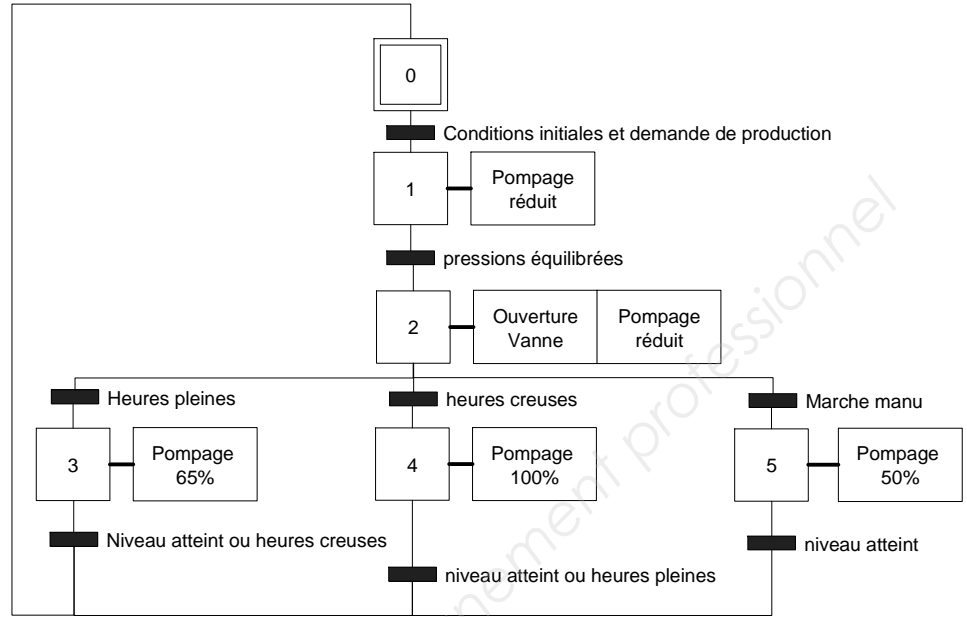 0
Conditions initiales et demande de production
1
Pompage
réduit
pressions équilibrées
2
Ouverture
Vanne
Pompage
réduit
Heures pleines
heures creuses
Marche manu
3
Pompage
65%
4
Pompage
100%
5
Pompage
50%
Niveau atteint ou heures creuses
niveau atteint ou heures pleines
niveau atteint
nement professionnel